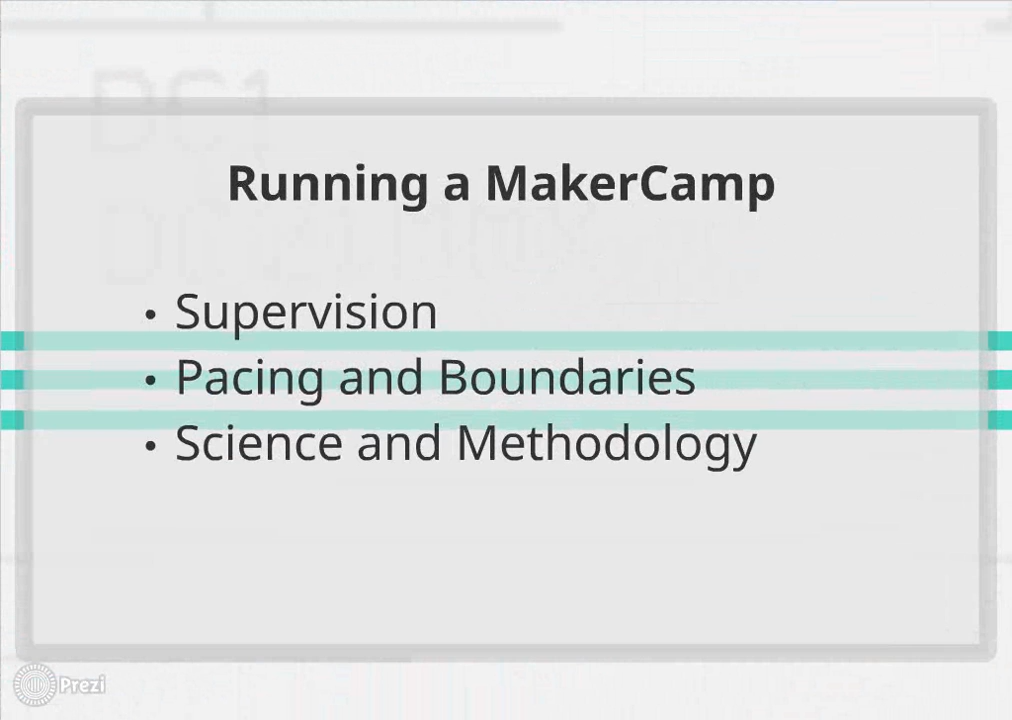 Running a MakerCamp
• Supervision
• Pacing and Boundaries
• Science and Methodology
Prezi